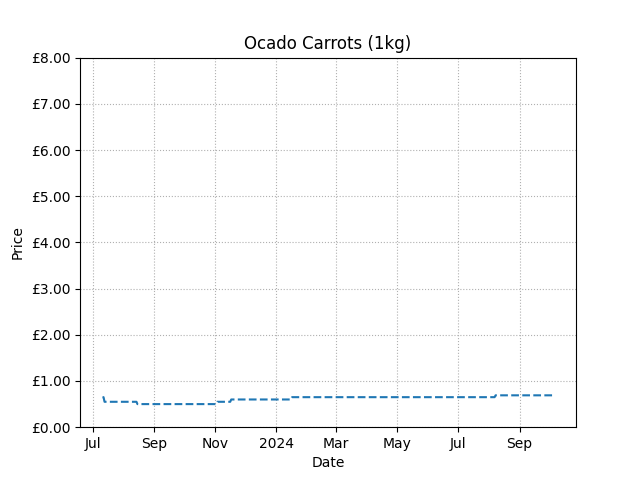 Ocado Carrots (1kg)
£8.00
£7.00
£6.00
£5.00
£4.00
£3.00
£2.00
£1.00
£0.00
Price
Jul Sep Nov 2024 Mar May Jul Sep
Date